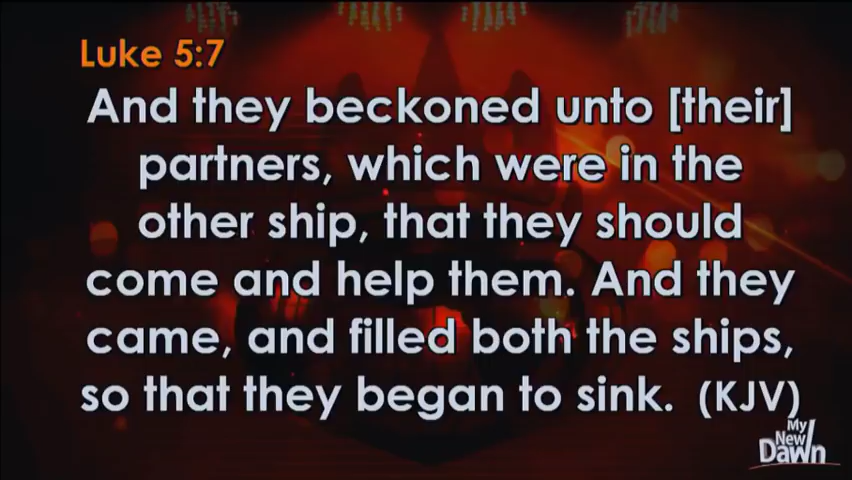 Luke 5:7
And they beckoned unto [their]
partners, which were in the
other ship, that they should
come and help them. And they
came, and filled both the ships,
so that they began to sink. (KJV)
My
New
Dawn